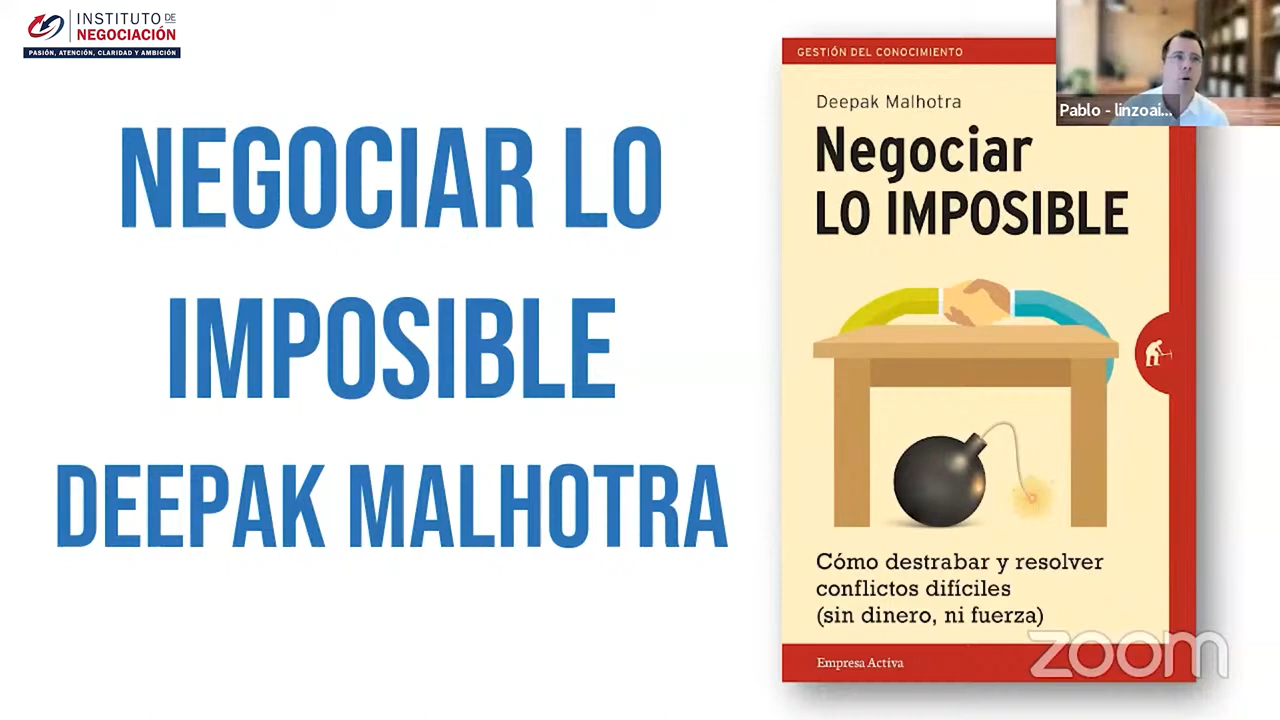 INSTITUTO DE
NEGOCIACIÓN
PASIÓN, ATENCIÓN, CLARIDAD Y AMBICIÓN
NEGOCIAR LO
IMPOSIBLE
DEEPAK MALHOTRA
GESTIÓN DEL CONOCIMIENTO
Deepak Malhotra
Negociar
LO IMPOSIBLE
Cómo destrabar y resolver
conflictos difíciles
(sin dinero, ni fuerza)
Empresa Activa
Pablo - linzoai...
zoom